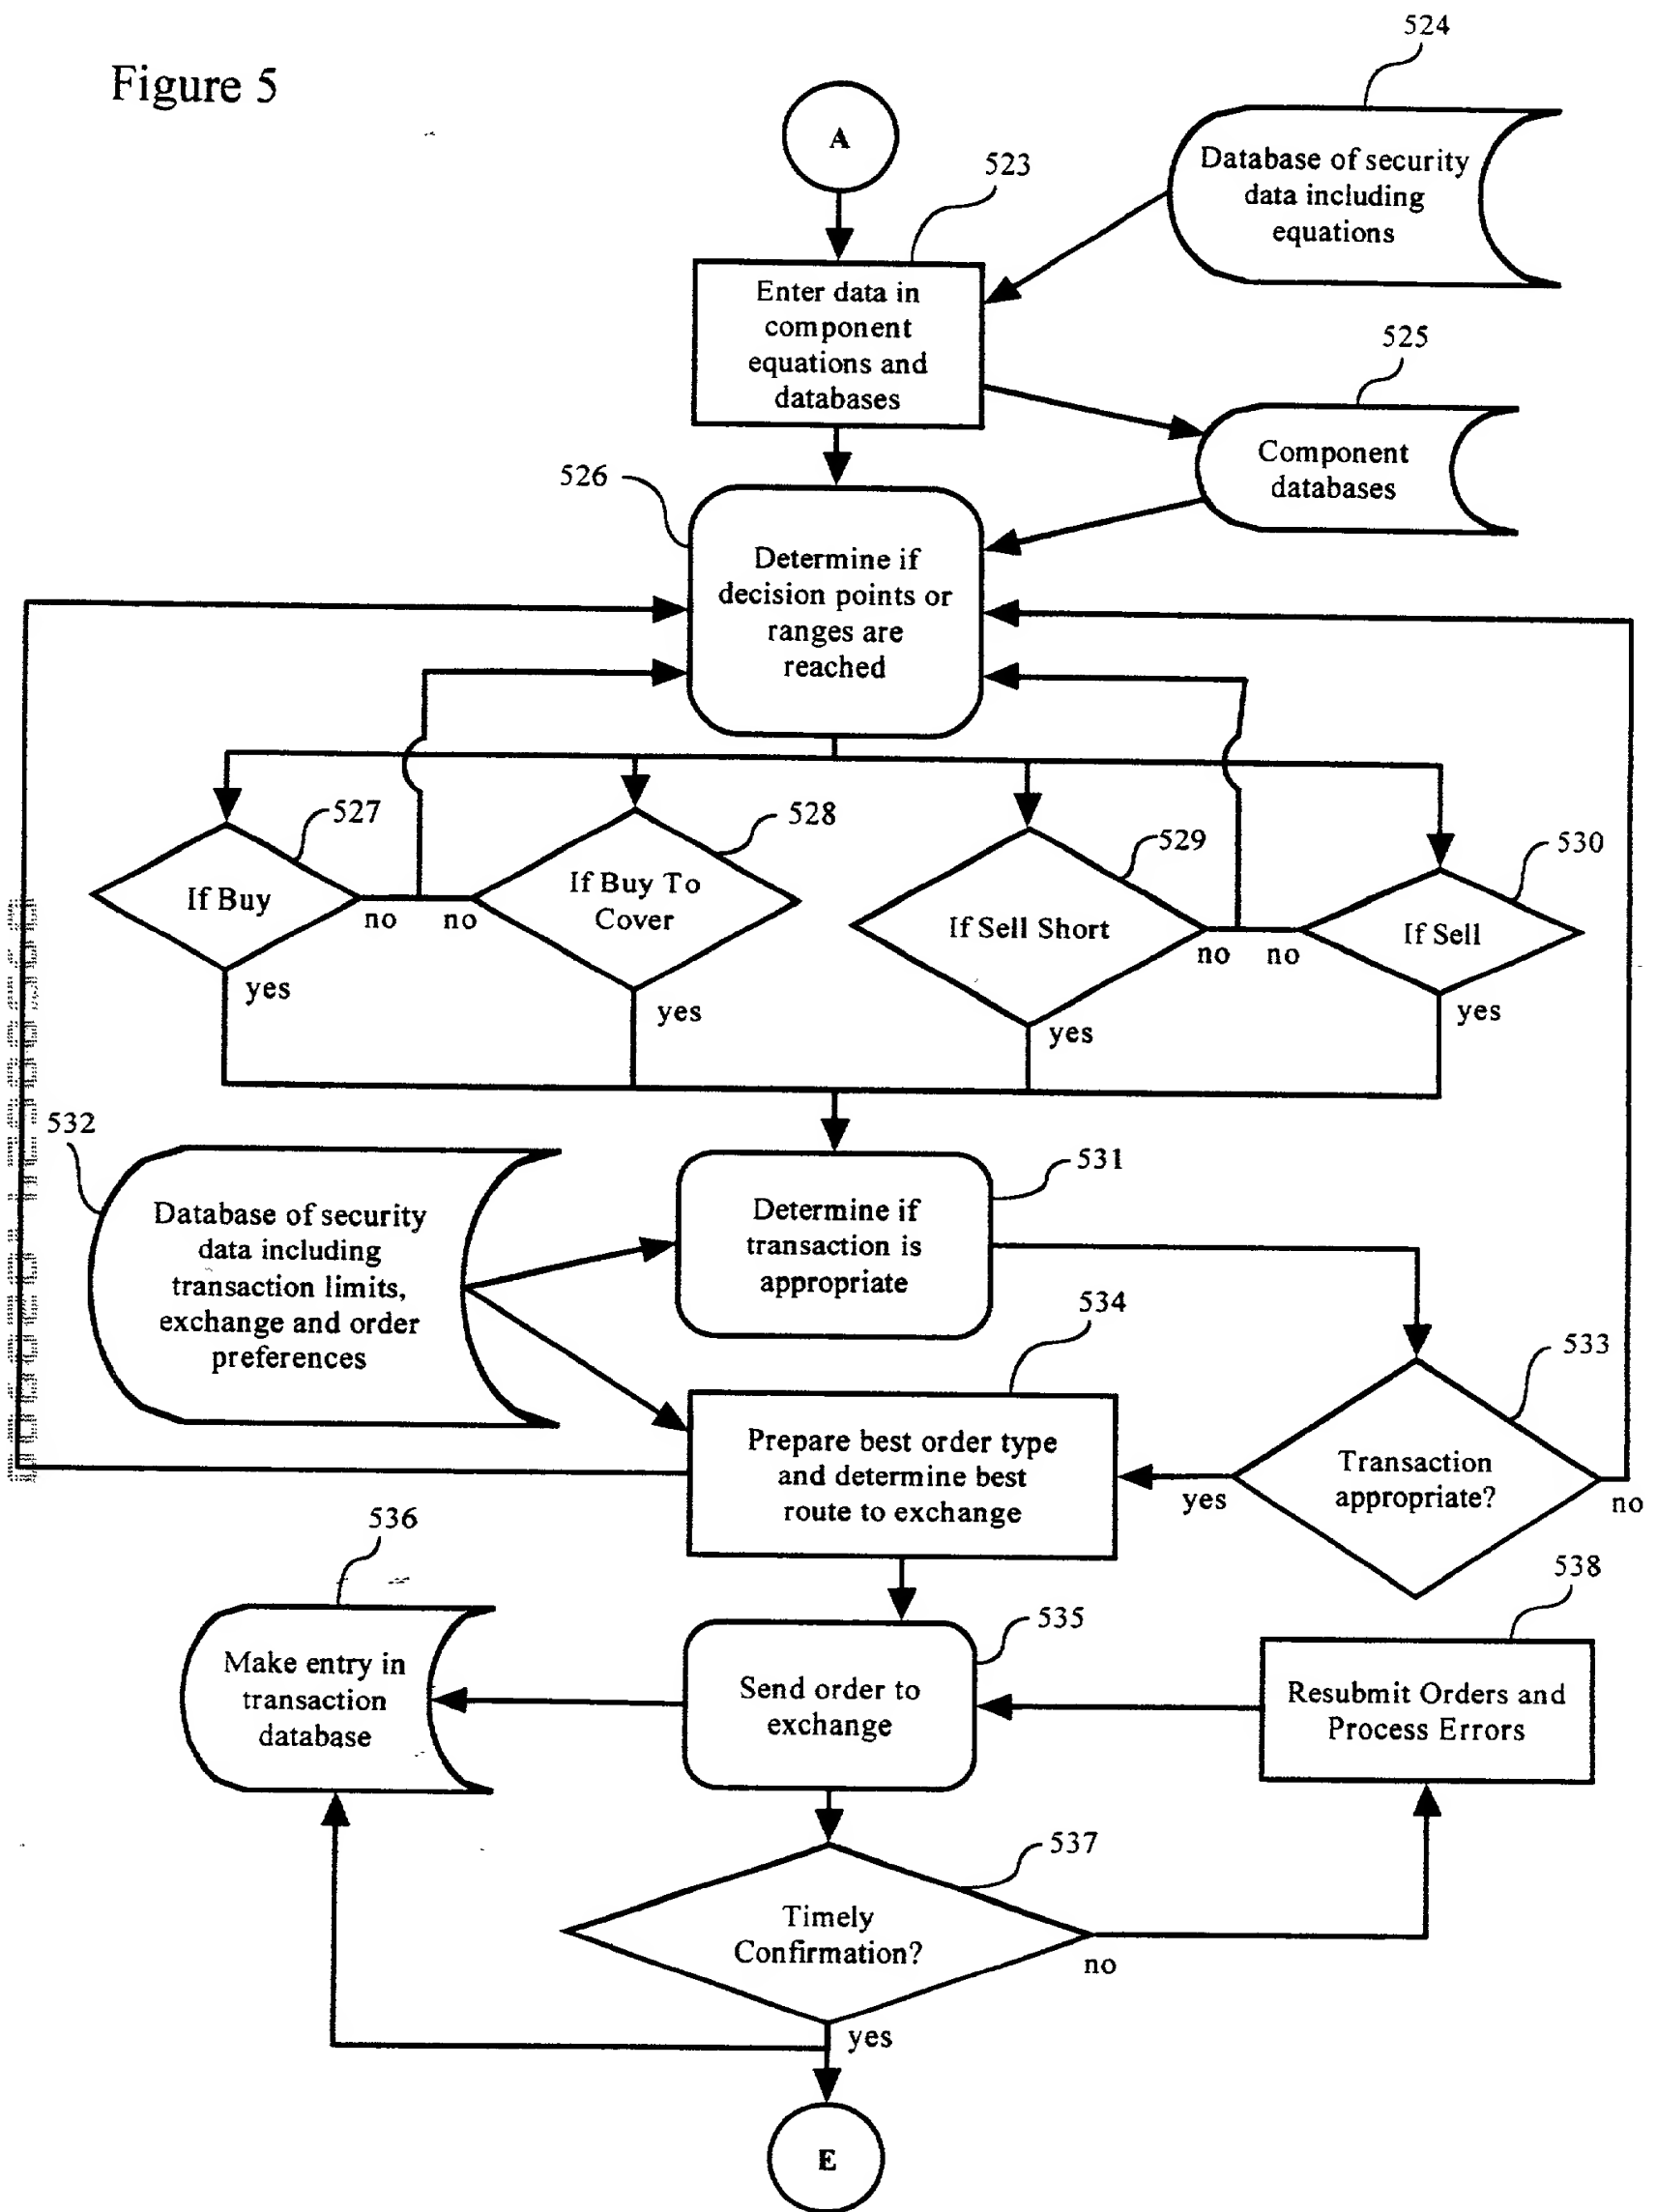 Figure 5
524
A
523
Database of security
data including
equations
Enter data in
component
equations and
databases
525
Component
databases
526
Determine if
decision points or
ranges are
reached
527
528
529
530
If Buy
no
no
If Buy To
Cover
If Sell Short
no
no
If Sell
yes
yes
yes
yes
532
531
Database of security
data including
transaction limits,
exchange and order
preferences
Determine if
transaction is
appropriate
534
533
Prepare best order type
and determine best
route to exchange
yes
Transaction
appropriate?
no
536
538
535
Make entry in
transaction
database
Send order to
exchange
Resubmit Orders and
Process Errors
537
Timely
Confirmation?
no
yes
E